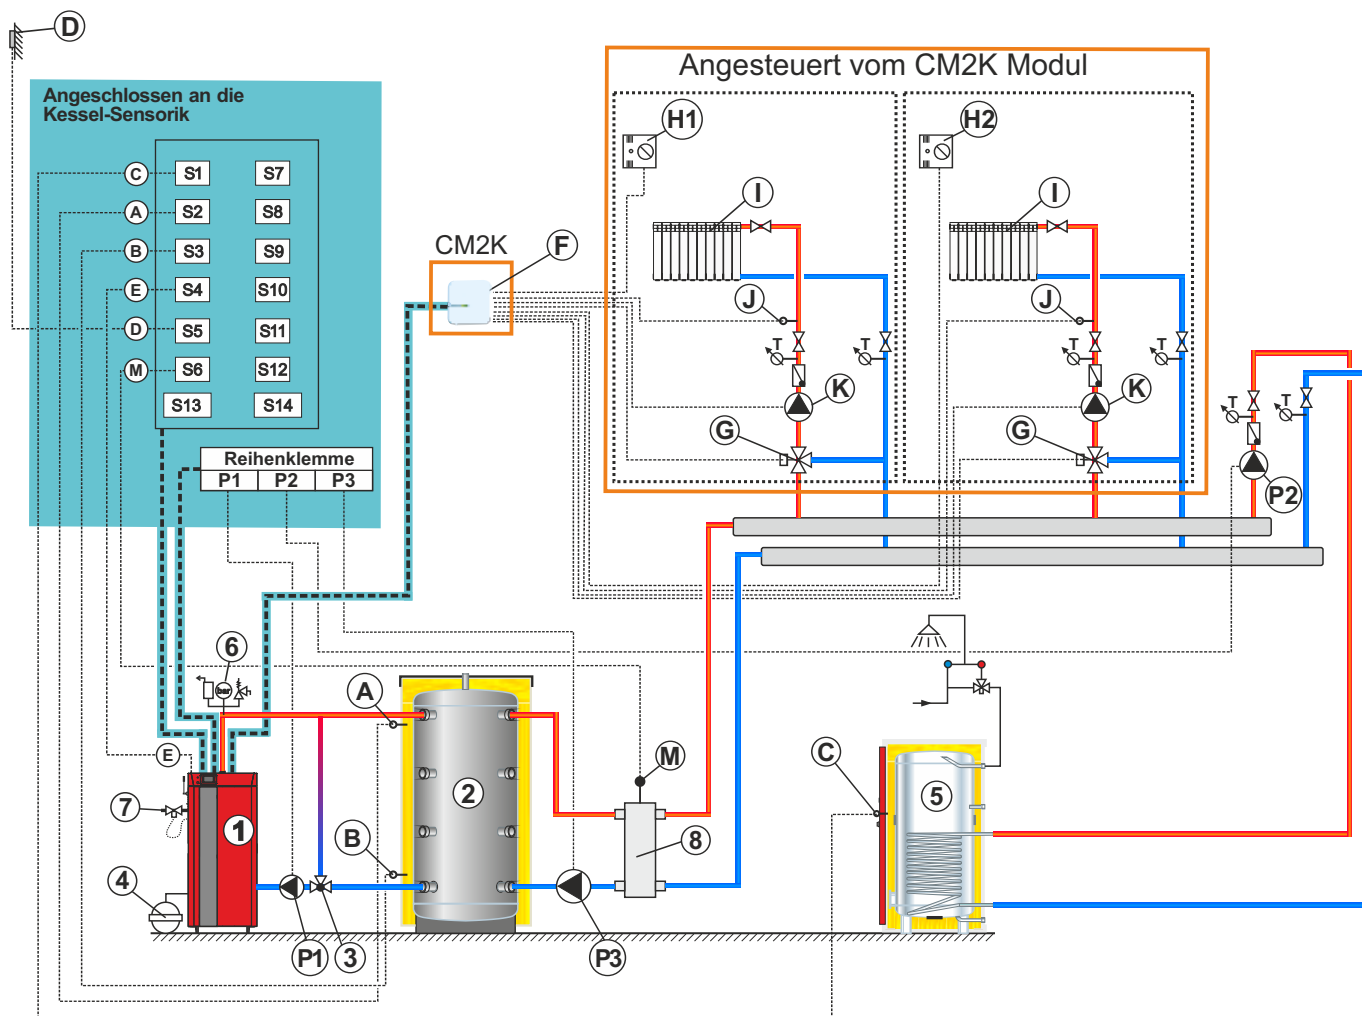 D
Angesteuert vom CM2K Modul
Angeschlossen an die
Kessel-Sensorik
H1
H2
C
S1
S7
I
I
A
S2
S8
B
S3
S9
CM2K
F
E
S4
S10
J
J
D
S5
S11
T
T
T
T
M
S6
S12
S13
S14
K
K
T
T
G
G
Reihenklemme
P1
P2
P3
P2
6
bar
A
E
M
C
7
1
2
5
8
B
4
P1
3
P3